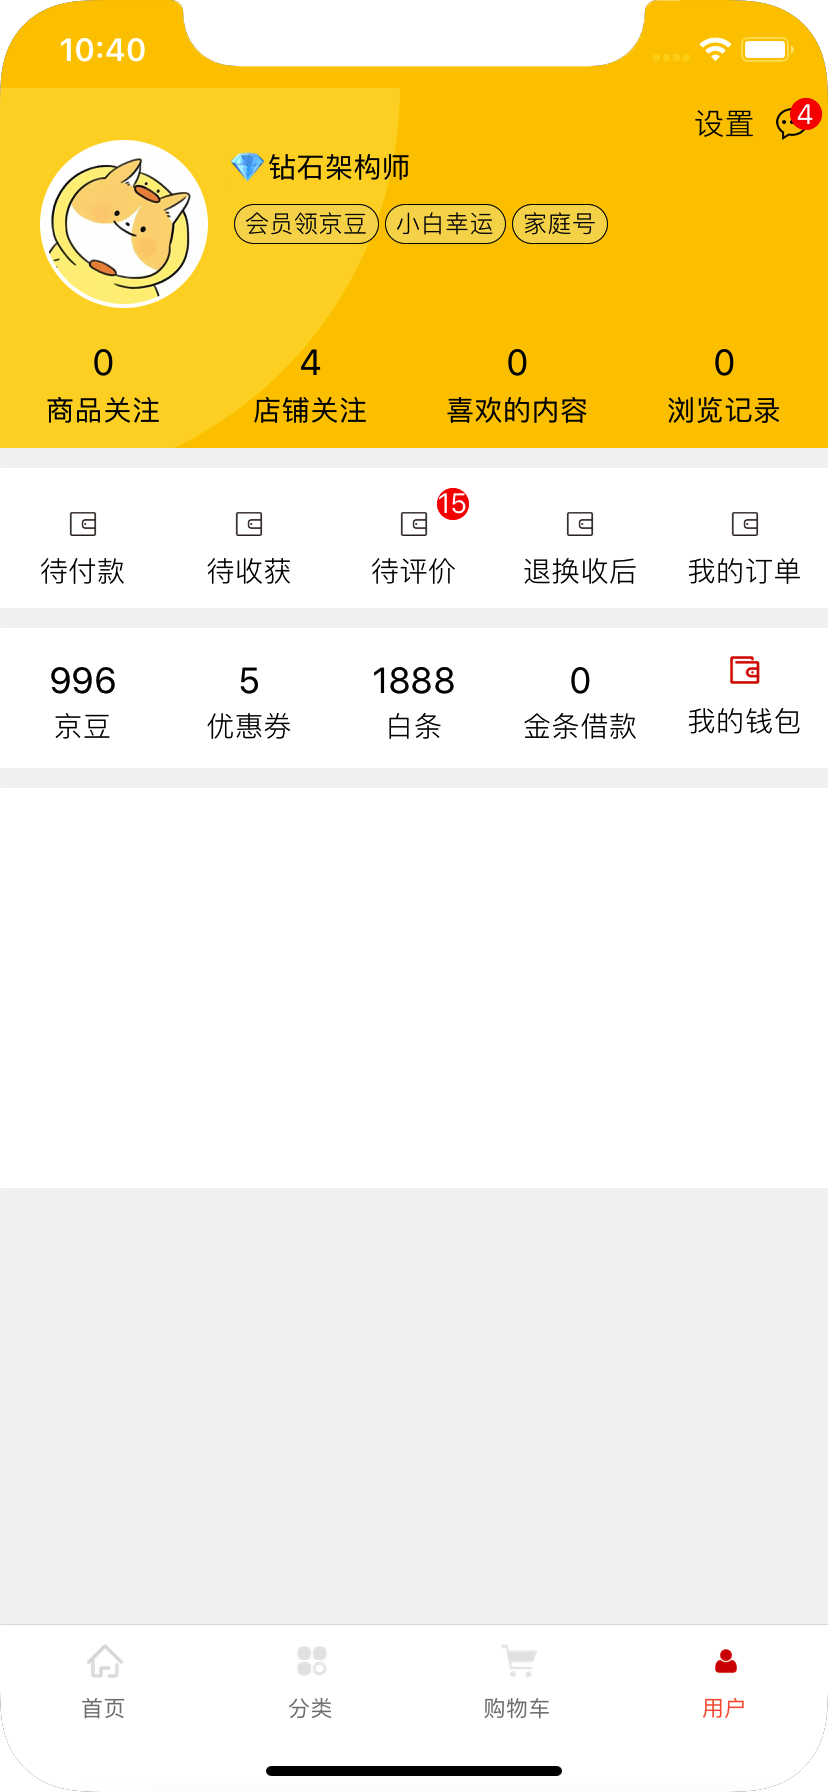 10:40
设置 4
💎钻石架构师
会员领京豆 小白幸运 家庭号
0 4 0 0
商品关注 店铺关注 喜欢的内容 浏览记录
15
待付款 待收获 待评价 退换收后 我的订单
996 5 1888 0
京豆 优惠券 白条 金条借款 我的钱包
首页 分类 购物车 用户